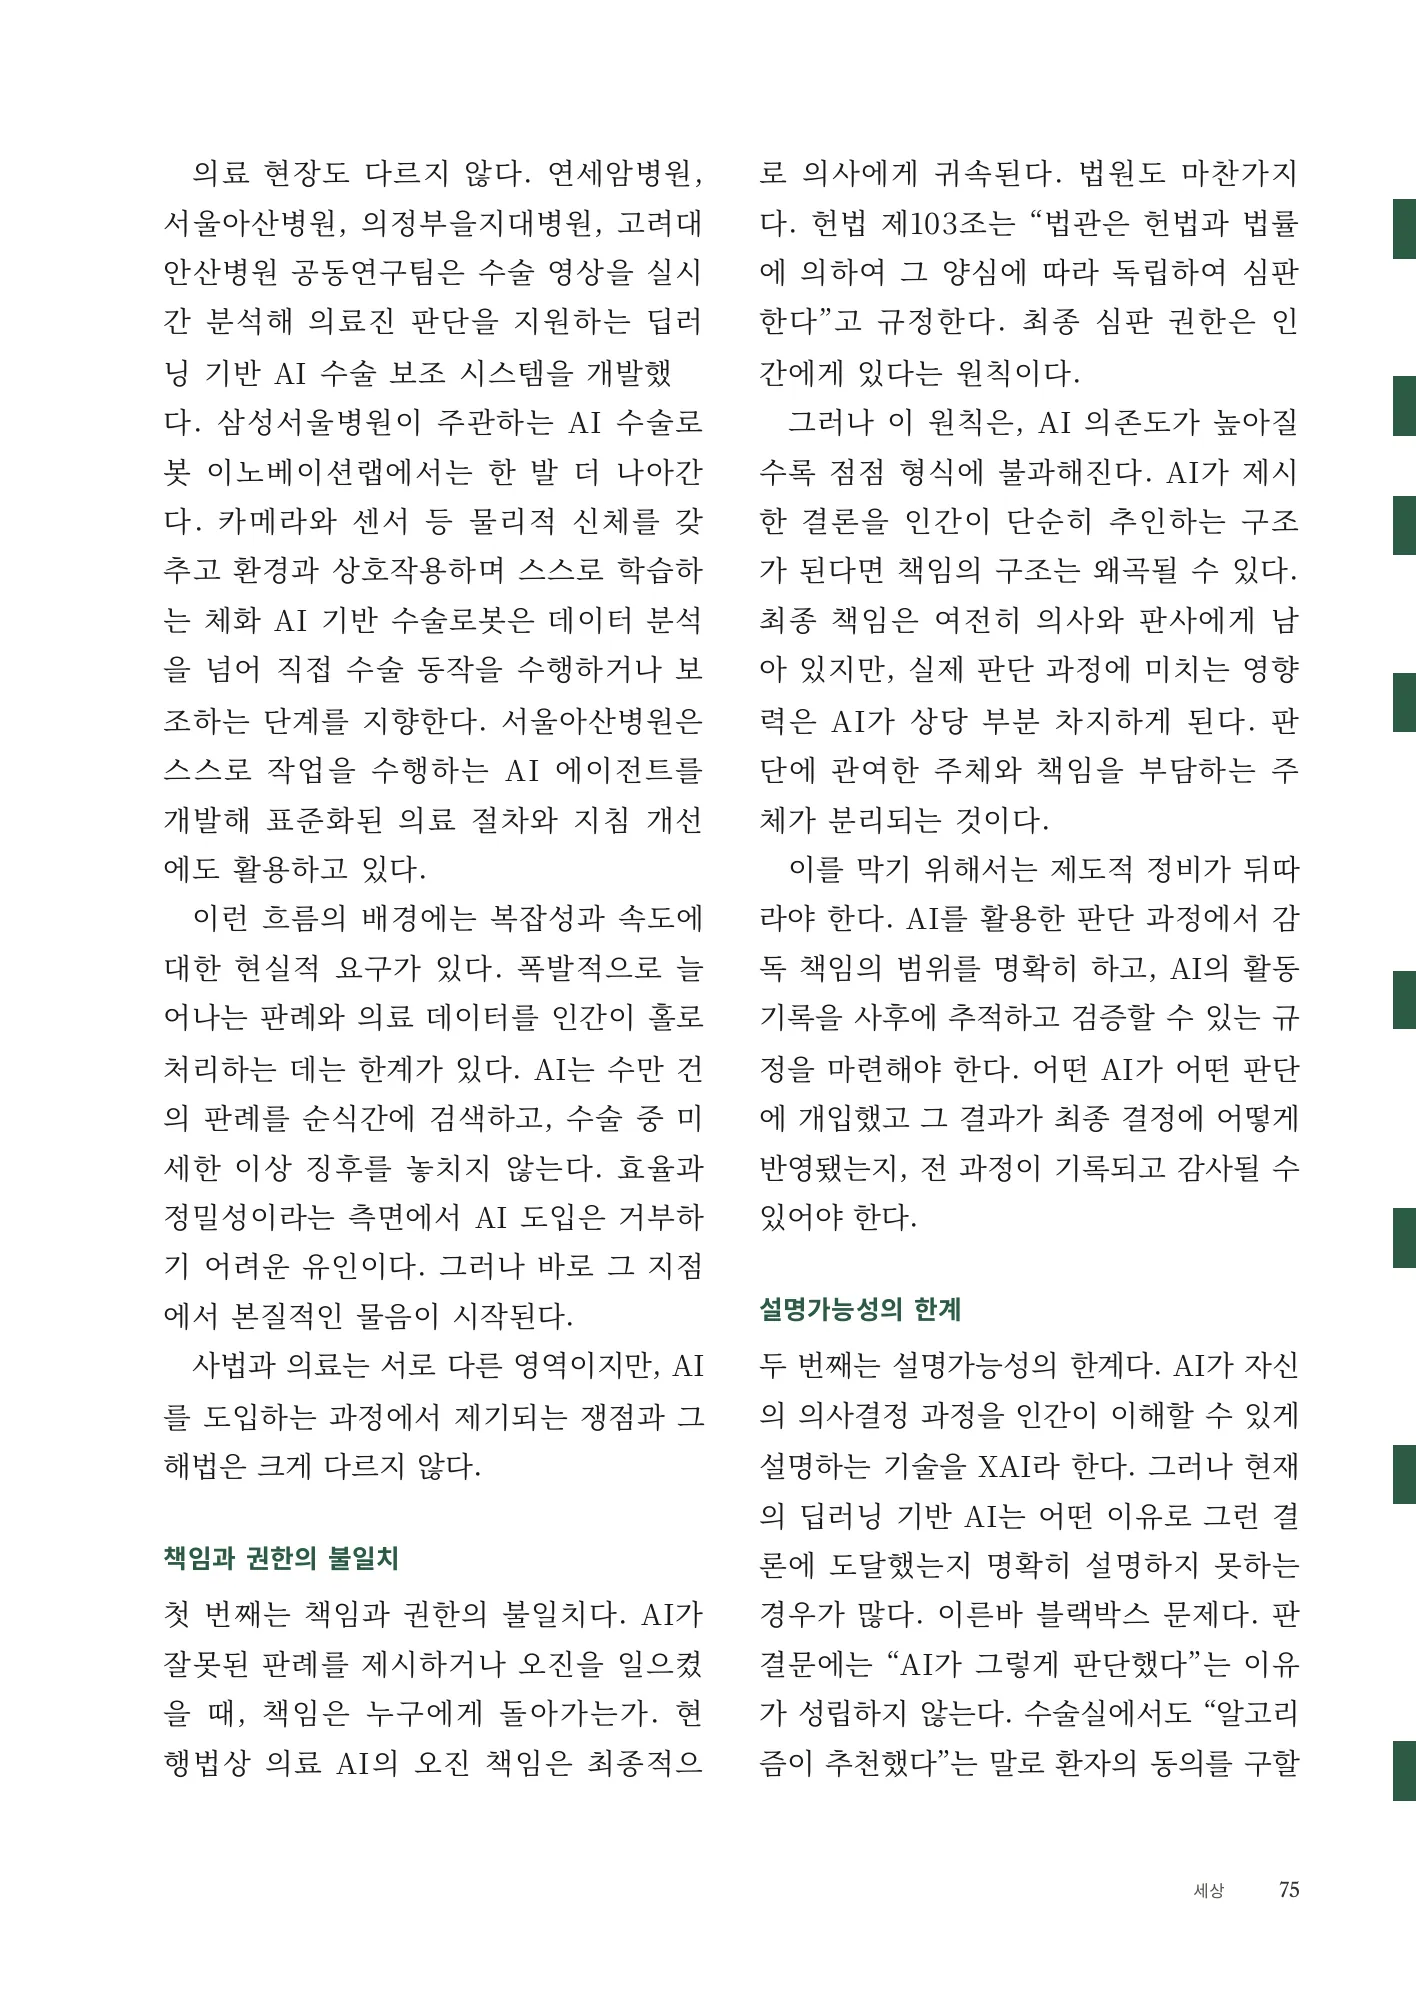 의료 현장도 다르지 않다. 연세암병원,
서울아산병원, 의정부을지대병원, 고려대
안산병원 공동연구팀은 수술 영상을 실시
간 분석해 의료진 판단을 지원하는 딥러
닝 기반 AI 수술 보조 시스템을 개발했
다. 삼성서울병원이 주관하는 AI 수술로
봇 이노베이션랩에서는 한 발 더 나아간
다. 카메라와 센서 등 물리적 신체를 갖
추고 환경과 상호작용하며 스스로 학습하
는 체화 AI 기반 수술로봇은 데이터 분석
을 넘어 직접 수술 동작을 수행하거나 보
조하는 단계를 지향한다. 서울아산병원은
스스로 작업을 수행하는 AI 에이전트를
개발해 표준화된 의료 절차와 지침 개선
에도 활용하고 있다.
이런 흐름의 배경에는 복잡성과 속도에
대한 현실적 요구가 있다. 폭발적으로 늘
어나는 판례와 의료 데이터를 인간이 홀로
처리하는 데는 한계가 있다. AI는 수만 건
의 판례를 순식간에 검색하고, 수술 중 미
세한 이상 징후를 놓치지 않는다. 효율과
정밀성이라는 측면에서 AI 도입은 거부하
기 어려운 유인이다. 그러나 바로 그 지점
에서 본질적인 물음이 시작된다.
사법과 의료는 서로 다른 영역이지만, AI
를 도입하는 과정에서 제기되는 쟁점과 그
해법은 크게 다르지 않다.
책임과 권한의 불일치
첫 번째는 책임과 권한의 불일치다. AI가
잘못된 판례를 제시하거나 오진을 일으켰
을 때, 책임은 누구에게 돌아가는가. 현
행법상 의료 AI의 오진 책임은 최종적으
로 의사에게 귀속된다. 법원도 마찬가지
다. 헌법 제103조는 “법관은 헌법과 법률
에 의하여 그 양심에 따라 독립하여 심판
한다”고 규정한다. 최종 심판 권한은 인
간에게 있다는 원칙이다.
그러나 이 원칙은, AI 의존도가 높아질
수록 점점 형식에 불과해진다. AI가 제시
한 결론을 인간이 단순히 추인하는 구조
가 된다면 책임의 구조는 왜곡될 수 있다.
최종 책임은 여전히 의사와 판사에게 남
아 있지만, 실제 판단 과정에 미치는 영향
력은 AI가 상당 부분 차지하게 된다. 판
단에 관여한 주체와 책임을 부담하는 주
체가 분리되는 것이다.
이를 막기 위해서는 제도적 정비가 뒤따
라야 한다. AI를 활용한 판단 과정에서 감
독 책임의 범위를 명확히 하고, AI의 활동
기록을 사후에 추적하고 검증할 수 있는 규
정을 마련해야 한다. 어떤 AI가 어떤 판단
에 개입했고 그 결과가 최종 결정에 어떻게
반영됐는지, 전 과정이 기록되고 감사될 수
있어야 한다.
설명가능성의 한계
두 번째는 설명가능성의 한계다. AI가 자신
의 의사결정 과정을 인간이 이해할 수 있게
설명하는 기술을 XAI라 한다. 그러나 현재
의 딥러닝 기반 AI는 어떤 이유로 그런 결
론에 도달했는지 명확히 설명하지 못하는
경우가 많다. 이른바 블랙박스 문제다. 판
결문에는 “AI가 그렇게 판단했다”는 이유
가 성립하지 않는다. 수술실에서도 “알고리
즘이 추천했다”는 말로 환자의 동의를 구할
세상 75